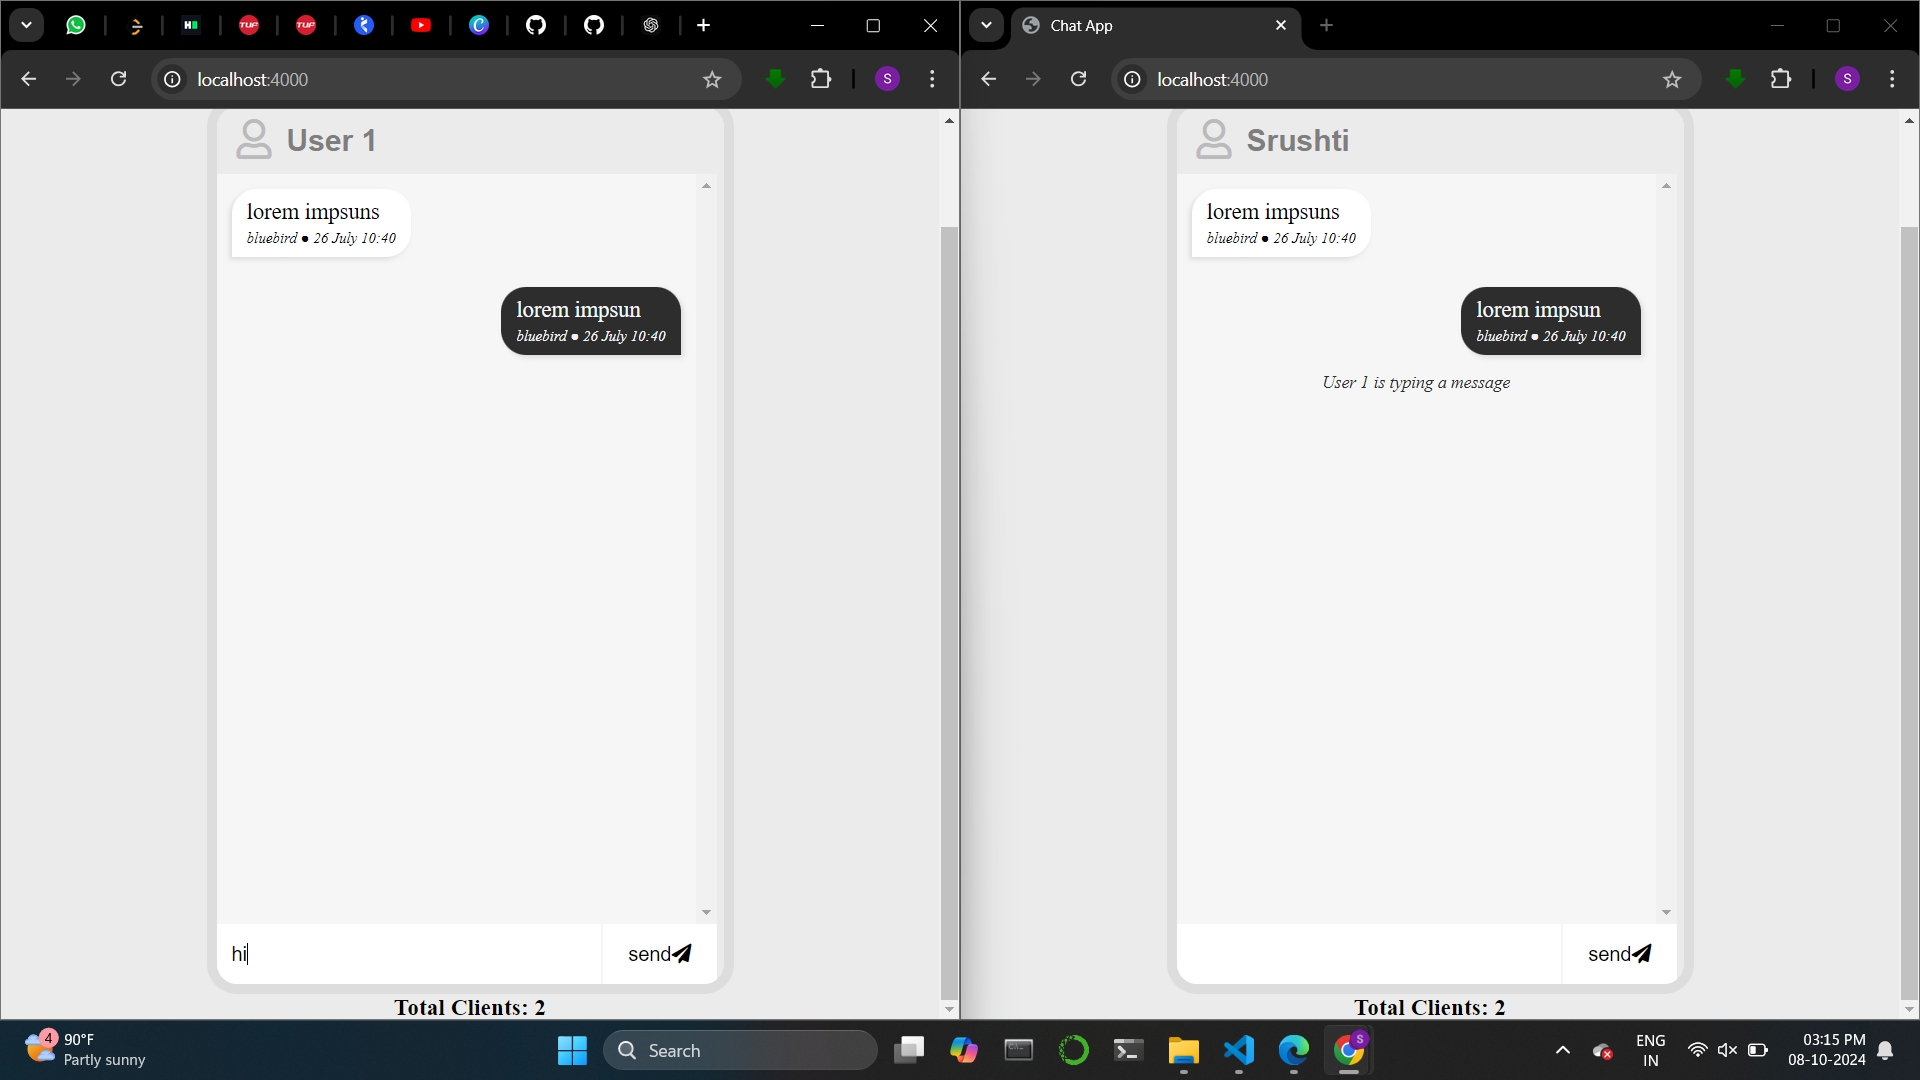 Chat App
localhost:4000
S
localhost:4000
S
User 1
lorem impsuns
bluebird ● 26 July 10:40
lorem impsun
bluebird ● 26 July 10:40
hi
send
Total Clients: 2
Srushti
lorem impsuns
bluebird ● 26 July 10:40
lorem impsun
bluebird ● 26 July 10:40
User 1 is typing a message
send
Total Clients: 2
4
90°F
Partly sunny
Search
S
ENG
IN
03:15 PM
08-10-2024